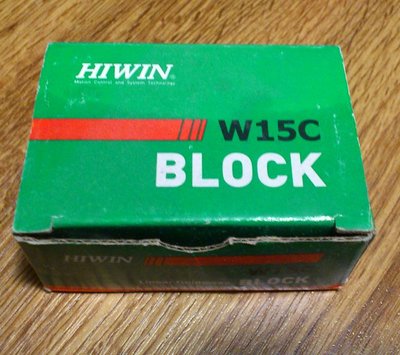 HIWIN®
Motion Control and System Technology
W15C
BLOCK
HIWIN
BLOCK